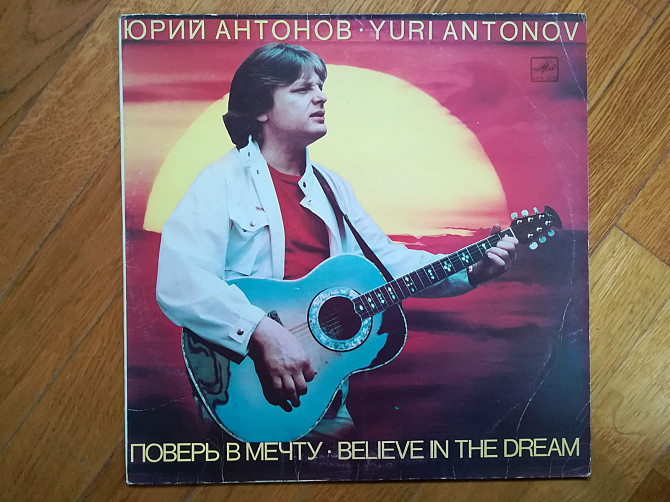 ЮРИЙ АНТОНОВ · YURI ANTONOV
ПОВЕРЬ В МЕЧТУ · BELIEVE IN THE DREAM